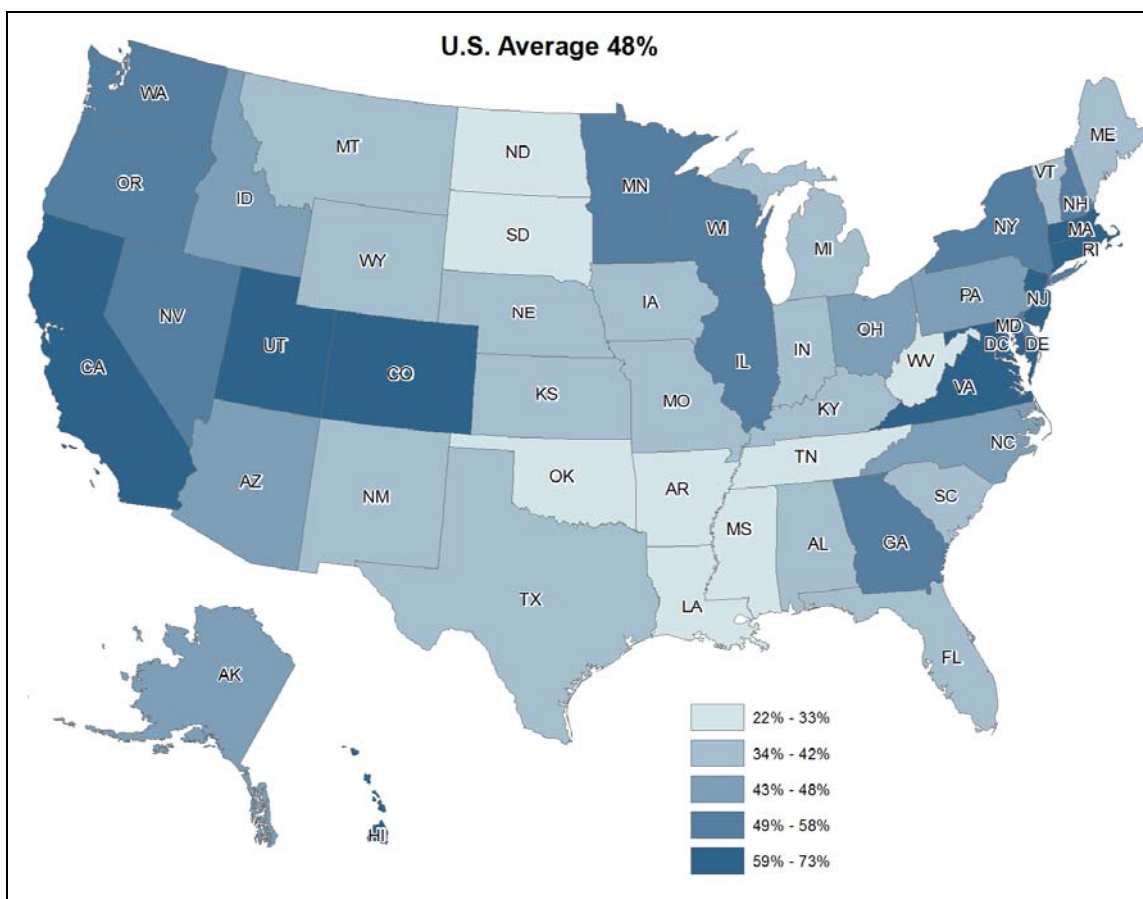 U.S. Average 48%
WA
MT
ND
MN
ME
VT
OR
ID
NH
SD
WI
NY
MA
RI
MI
WY
IA
PA
NJ
NE
OH
MD
NV
UT
IL
IN
DC
DE
WV
CA
CO
VA
KS
MO
KY
NC
TN
AZ
NM
OK
AR
SC
MS
AL
GA
TX
LA
FL
AK
HI
22% - 33%
34% - 42%
43% - 48%
49% - 58%
59% - 73%